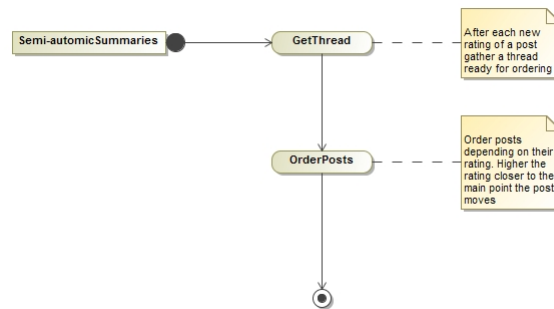 Semi-automicSummaries
GetThread
After each new
rating of a post
gather a thread
ready for ordering
OrderPosts
Order posts
depending on their
rating. Higher the
rating closer to the
main point the post
moves